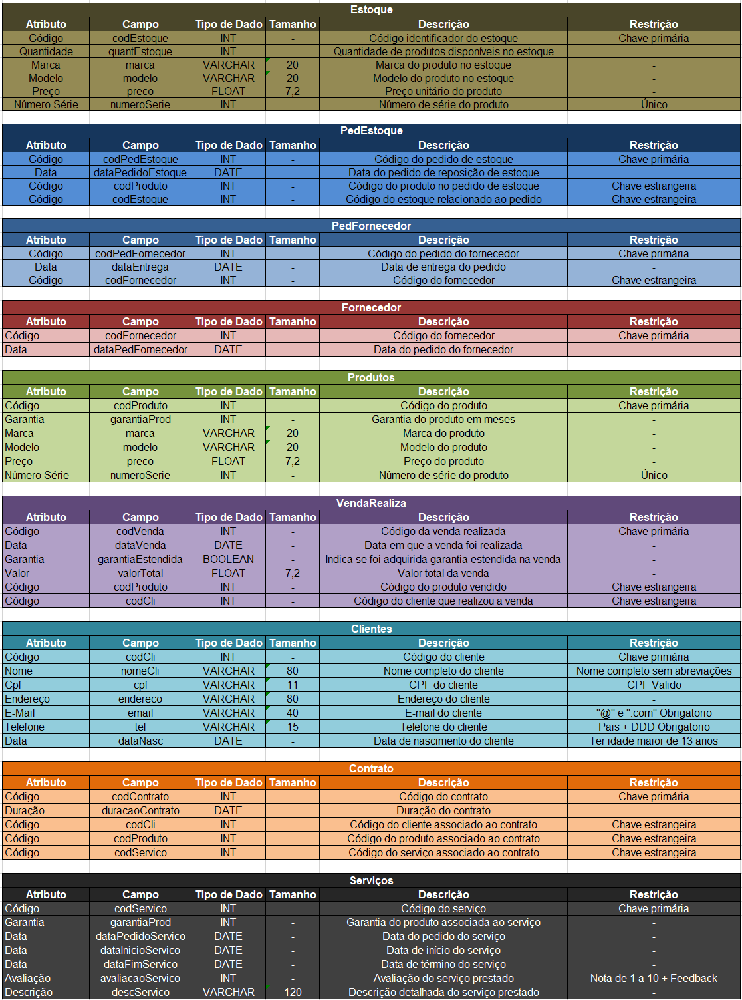 Estoque
Atributo Campo Tipo de Dado Tamanho Descrição Restrição
Código codEstoque INT - Código identificador do estoque Chave primária
Quantidade quantEstoque INT - Quantidade de produtos disponíveis no estoque -
Marca marca VARCHAR 20 Marca do produto no estoque -
Modelo modelo VARCHAR 20 Modelo do produto no estoque -
Preço preco FLOAT 7,2 Preço unitário do produto -
Número Série numeroSerie INT - Número de série do produto Único
PedEstoque
Atributo Campo Tipo de Dado Tamanho Descrição Restrição
Código codPedEstoque INT - Código do pedido de estoque Chave primária
Data dataPedidoEstoque DATE - Data do pedido de reposição de estoque -
Código codProduto INT - Código do produto no pedido de estoque Chave estrangeira
Código codEstoque INT - Código do estoque relacionado ao pedido Chave estrangeira
PedFornecedor
Atributo Campo Tipo de Dado Tamanho Descrição Restrição
Código codPedFornecedor INT - Código do pedido do fornecedor Chave primária
Data dataEntrega DATE - Data de entrega do pedido -
Código codFornecedor INT - Código do fornecedor Chave estrangeira
Fornecedor
Atributo Campo Tipo de Dado Tamanho Descrição Restrição
Código codFornecedor INT - Código do fornecedor Chave primária
Data dataPedFornecedor DATE - Data do pedido do fornecedor -
Produtos
Atributo Campo Tipo de Dado Tamanho Descrição Restrição
Código codProduto INT - Código do produto Chave primária
Garantia garantiaProd INT - Garantia do produto em meses -
Marca marca VARCHAR 20 Marca do produto -
Modelo modelo VARCHAR 20 Modelo do produto -
Preço preco FLOAT 7,2 Preço do produto -
Número Série numeroSerie INT - Número de série do produto Único
VendaRealiza
Atributo Campo Tipo de Dado Tamanho Descrição Restrição
Código codVenda INT - Código da venda realizada Chave primária
Data dataVenda DATE - Data em que a venda foi realizada -
Garantia garantiaEstendida BOOLEAN - Indica se foi adquirida garantia estendida na venda -
Valor valorTotal FLOAT 7,2 Valor total da venda -
Código codProduto INT - Código do produto vendido Chave estrangeira
Código codCli INT - Código do cliente que realizou a venda Chave estrangeira
Clientes
Atributo Campo Tipo de Dado Tamanho Descrição Restrição
Código codCli INT - Código do cliente Chave primária
Nome nomeCli VARCHAR 80 Nome completo do cliente Nome completo sem abreviações
Cpf cpf VARCHAR 11 CPF do cliente CPF Valido
Endereço endereco VARCHAR 80 Endereço do cliente -
E-Mail email VARCHAR 40 E-mail do cliente "@" e ".com" Obrigatorio
Telefone tel VARCHAR 15 Telefone do cliente Pais + DDD Obrigatorio
Data dataNasc DATE - Data de nascimento do cliente Ter idade maior de 13 anos
Contrato
Atributo Campo Tipo de Dado Tamanho Descrição Restrição
Código codContrato INT - Código do contrato Chave primária
Duração duracaoContrato DATE - Duração do contrato -
Código codCli INT - Código do cliente associado ao contrato Chave estrangeira
Código codProduto INT - Código do produto associado ao contrato Chave estrangeira
Código codServico INT - Código do serviço associado ao contrato Chave estrangeira
Serviços
Atributo Campo Tipo de Dado Tamanho Descrição Restrição
Código codServico INT - Código do serviço Chave primária
Garantia garantiaProd INT - Garantia do produto associada ao serviço -
Data dataPedidoServico DATE - Data do pedido do serviço -
Data dataInicioServico DATE - Data de início do serviço -
Data dataFimServico DATE - Data de término do serviço -
Avaliação avaliacaoServico INT - Avaliação do serviço prestado Nota de 1 a 10 + Feedback
Descrição descServico VARCHAR 120 Descrição detalhada do serviço prestado -